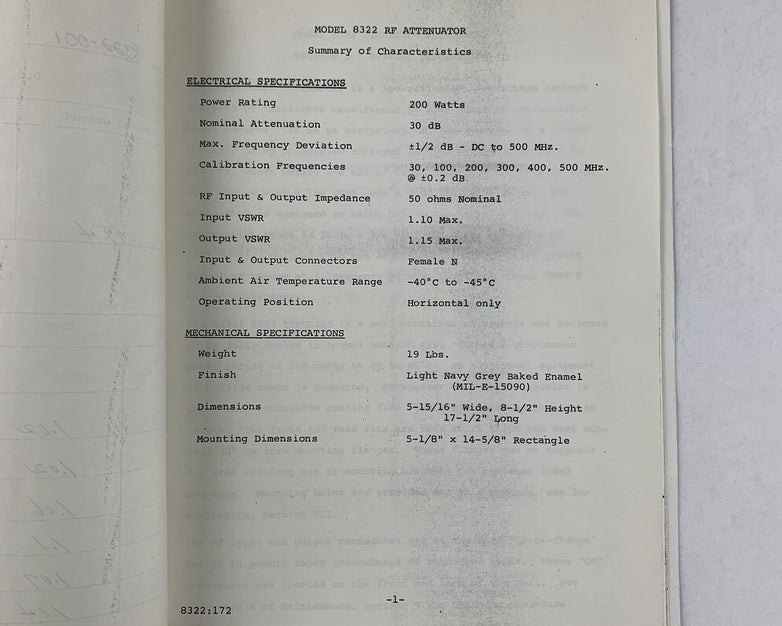 MODEL 8322 RF ATTENUATOR
Summary of Characteristics
ELECTRICAL SPECIFICATIONS
Power Rating 200 Watts
Nominal Attenuation 30 dB
Max. Frequency Deviation ±1/2 dB - DC to 500 MHz.
Calibration Frequencies 30, 100, 200, 300, 400, 500 MHz.
@ ±0.2 dB
RF Input & Output Impedance 50 ohms Nominal
Input VSWR 1.10 Max.
Output VSWR 1.15 Max.
Input & Output Connectors Female N
Ambient Air Temperature Range -40°C to -45°C
Operating Position Horizontal only
MECHANICAL SPECIFICATIONS
Weight 19 Lbs.
Finish Light Navy Grey Baked Enamel
(MIL-E-15090)
Dimensions 5-15/16" Wide, 8-1/2" Height
17-1/2" Long
Mounting Dimensions 5-1/8" x 14-5/8" Rectangle
-1-
8322:172